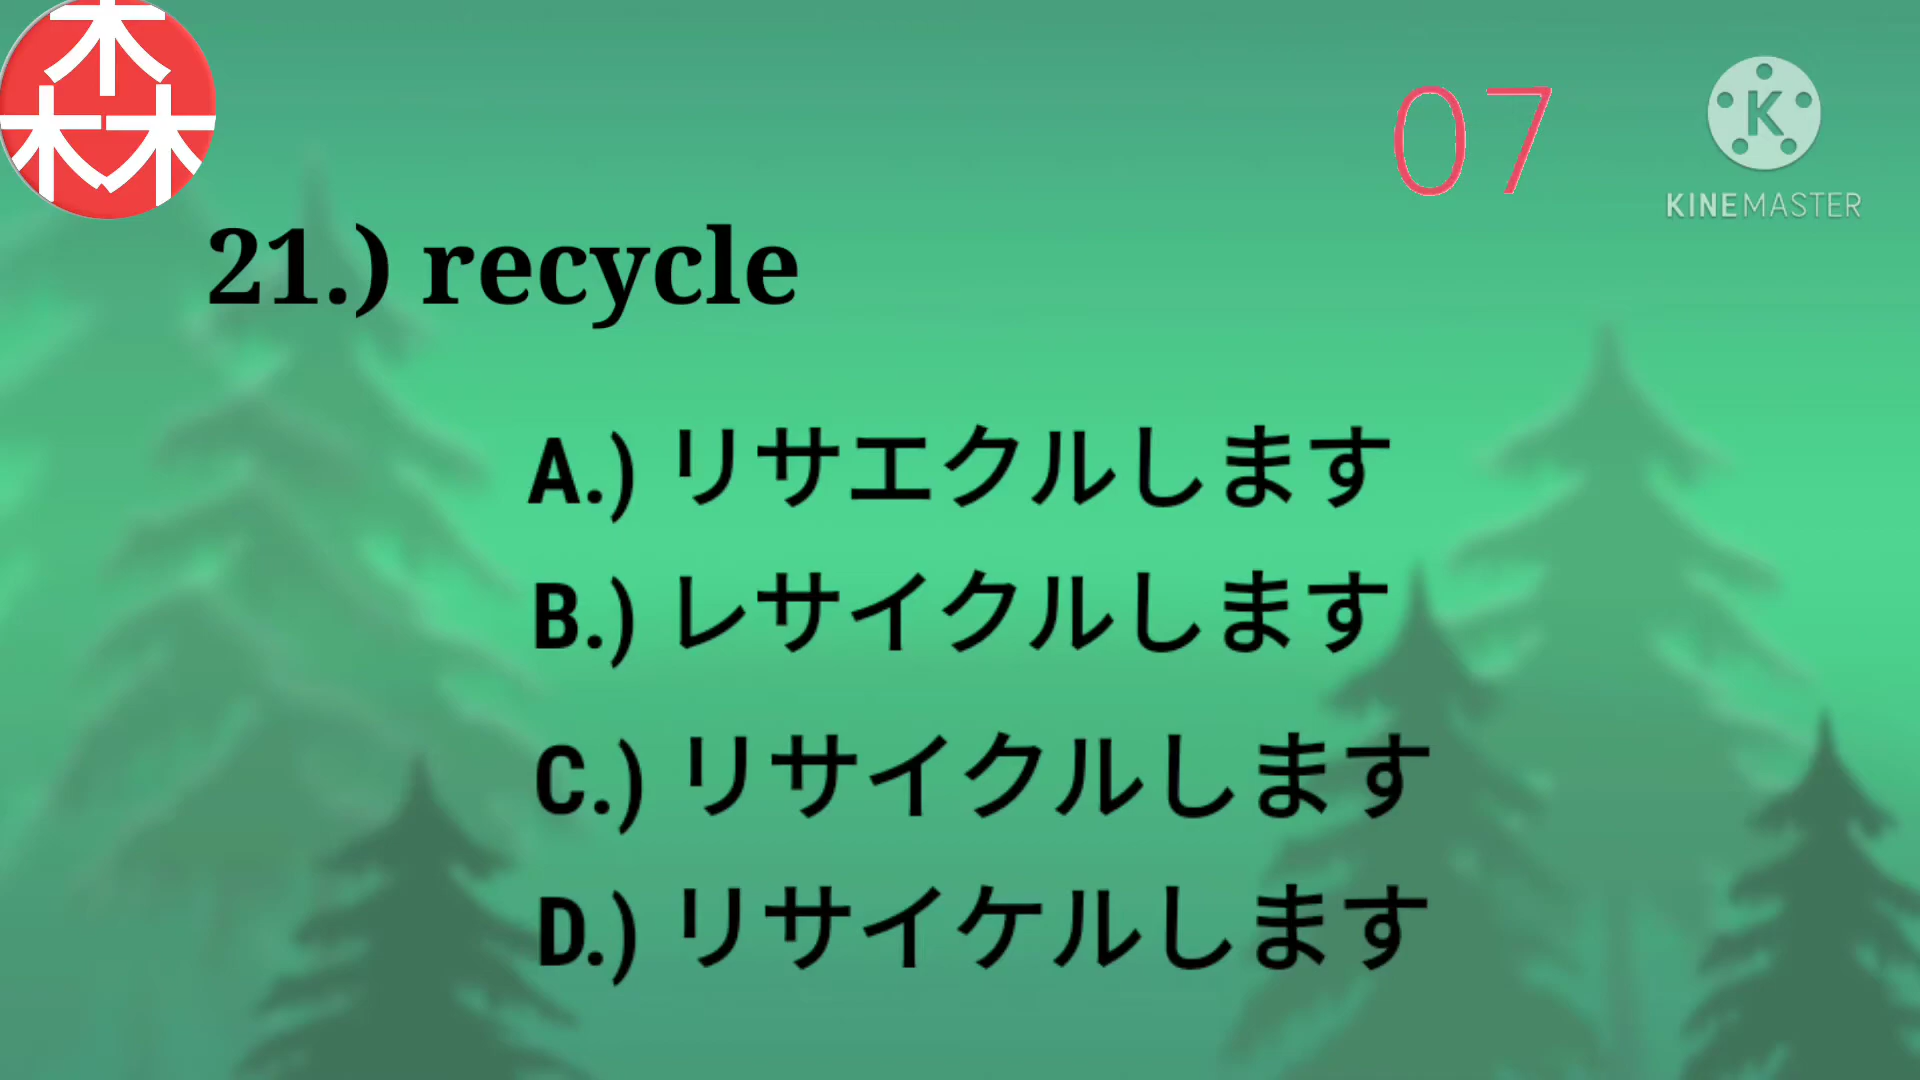 森
07
K
KINEMASTER
21.) recycle
A.) リサエクルします
B.) レサイクルします
C.) リサイクルします
D.) リサイケルします